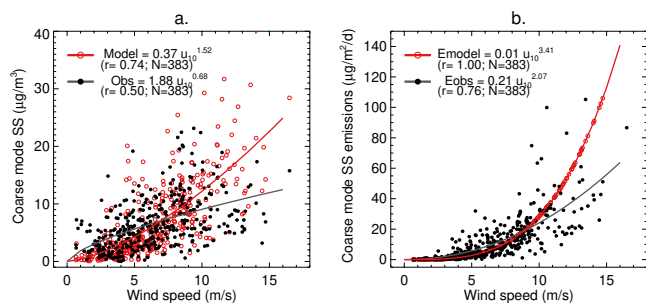 a.
Coarse mode SS (µg/m³)
40
30
20
10
0
Model = 0.37 u₁₀^1.52
(r= 0.74; N=383)
Obs = 1.88 u₁₀^0.68
(r= 0.50; N=383)
0 5 10 15
Wind speed (m/s)
b.
Coarse mode SS emissions (µg/m²/d)
140
120
100
80
60
40
20
0
Emodel = 0.01 u₁₀^3.41
(r= 1.00; N=383)
Eobs = 0.21 u₁₀^2.07
(r= 0.76; N=383)
0 5 10 15
Wind speed (m/s)